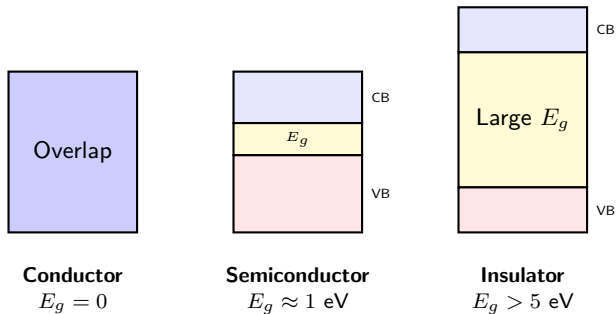 Overlap
Conductor
E_g = 0
CB
E_g
VB
Semiconductor
E_g ≈ 1 eV
CB
Large E_g
VB
Insulator
E_g > 5 eV